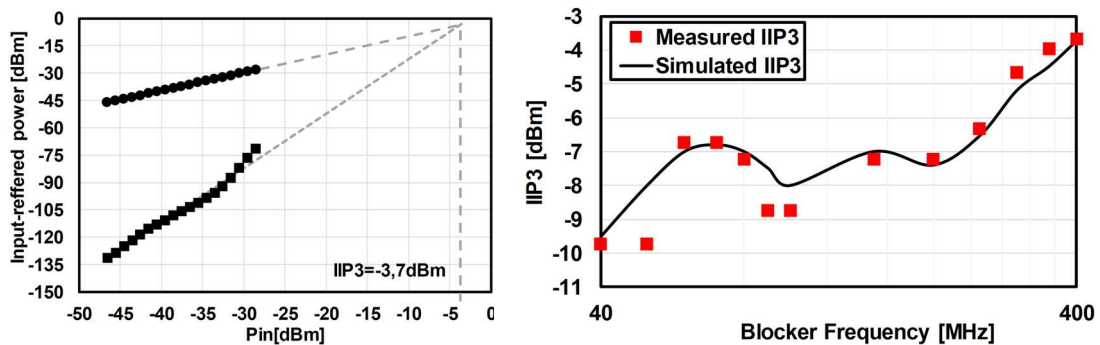 Input-reffered power [dBm]
0
-15
-30
-45
-60
-75
-90
-105
-120
-135
-150
IIP3=-3,7dBm
-50 -45 -40 -35 -30 -25 -20 -15 -10 -5 0
Pin[dBm]
IIP3 [dBm]
-3
-4
-5
-6
-7
-8
-9
-10
-11
Measured IIP3
Simulated IIP3
40 400
Blocker Frequency [MHz]